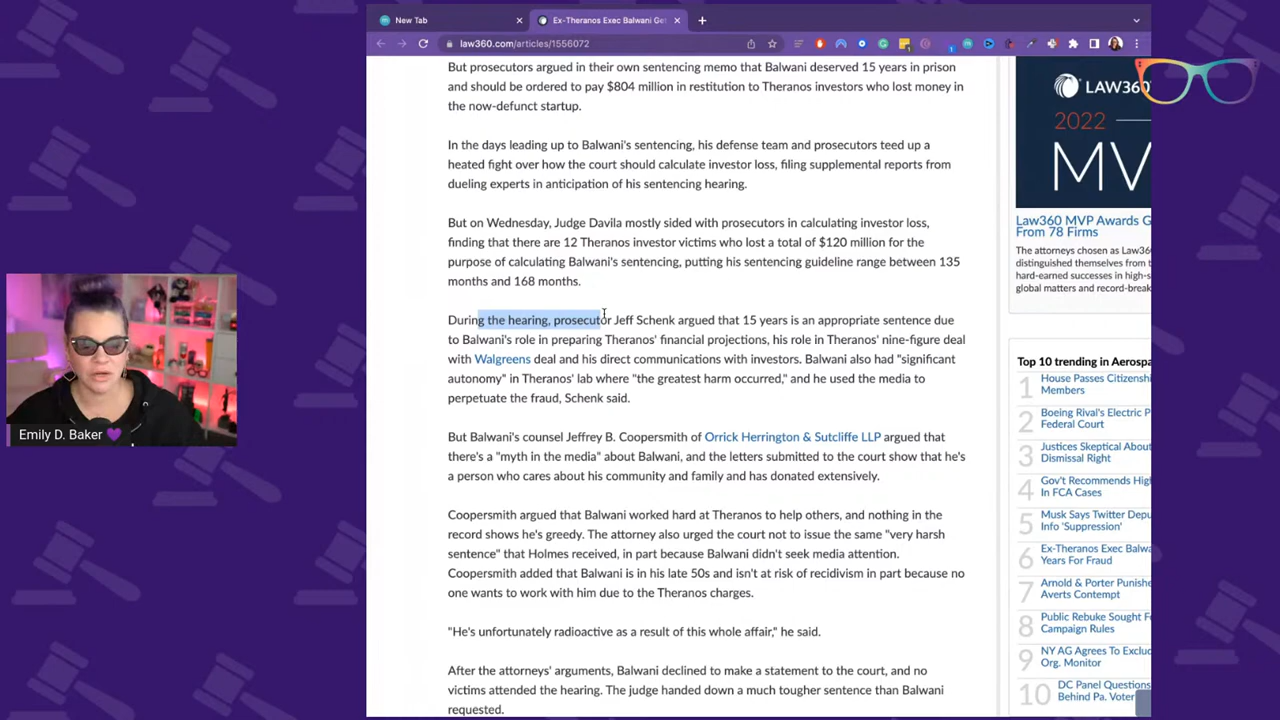 New Tab
Ex-Theranos Exec Balwani Get
law360.com/articles/1556072
But prosecutors argued in their own sentencing memo that Balwani deserved 15 years in prison
and should be ordered to pay $804 million in restitution to Theranos investors who lost money in
the now-defunct startup.
In the days leading up to Balwani's sentencing, his defense team and prosecutors teed up a
heated fight over how the court should calculate investor loss, filing supplemental reports from
dueling experts in anticipation of his sentencing hearing.
But on Wednesday, Judge Davila mostly sided with prosecutors in calculating investor loss,
finding that there are 12 Theranos investor victims who lost a total of $120 million for the
purpose of calculating Balwani's sentencing, putting his sentencing guideline range between 135
months and 168 months.
During the hearing, prosecutor Jeff Schenk argued that 15 years is an appropriate sentence due
to Balwani's role in preparing Theranos' financial projections, his role in Theranos' nine-figure deal
with Walgreens deal and his direct communications with investors. Balwani also had "significant
autonomy" in Theranos' lab where "the greatest harm occurred," and he used the media to
perpetuate the fraud, Schenk said.
But Balwani's counsel Jeffrey B. Coopersmith of Orrick Herrington & Sutcliffe LLP argued that
there's a "myth in the media" about Balwani, and the letters submitted to the court show that he's
a person who cares about his community and family and has donated extensively.
Coopersmith argued that Balwani worked hard at Theranos to help others, and nothing in the
record shows he's greedy. The attorney also urged the court not to issue the same "very harsh
sentence" that Holmes received, in part because Balwani didn't seek media attention.
Coopersmith added that Balwani is in his late 50s and isn't at risk of recidivism in part because no
one wants to work with him due to the Theranos charges.
"He's unfortunately radioactive as a result of this whole affair," he said.
After the attorneys' arguments, Balwani declined to make a statement to the court, and no
victims attended the hearing. The judge handed down a much tougher sentence than Balwani
requested.
LAW360
2022
MV
Law360 MVP Awards G
From 78 Firms
The attorneys chosen as Law36
distinguished themselves from t
hard-earned successes in high-s
global matters and record-break
Top 10 trending in Aerosp
1 House Passes Citizenshi
Members
2 Boeing Rival's Electric P
Federal Court
3 Justices Skeptical About
Dismissal Right
4 Gov't Recommends High
In FCA Cases
5 Musk Says Twitter Depu
Info 'Suppression'
6 Ex-Theranos Exec Balwa
Years For Fraud
7 Arnold & Porter Punishe
Averts Contempt
8 Public Rebuke Sought F
Campaign Rules
9 NY AG Agrees To Exclu
Org. Monitor
10 DC Panel Questions
Behind Pa. Voter
Emily D. Baker